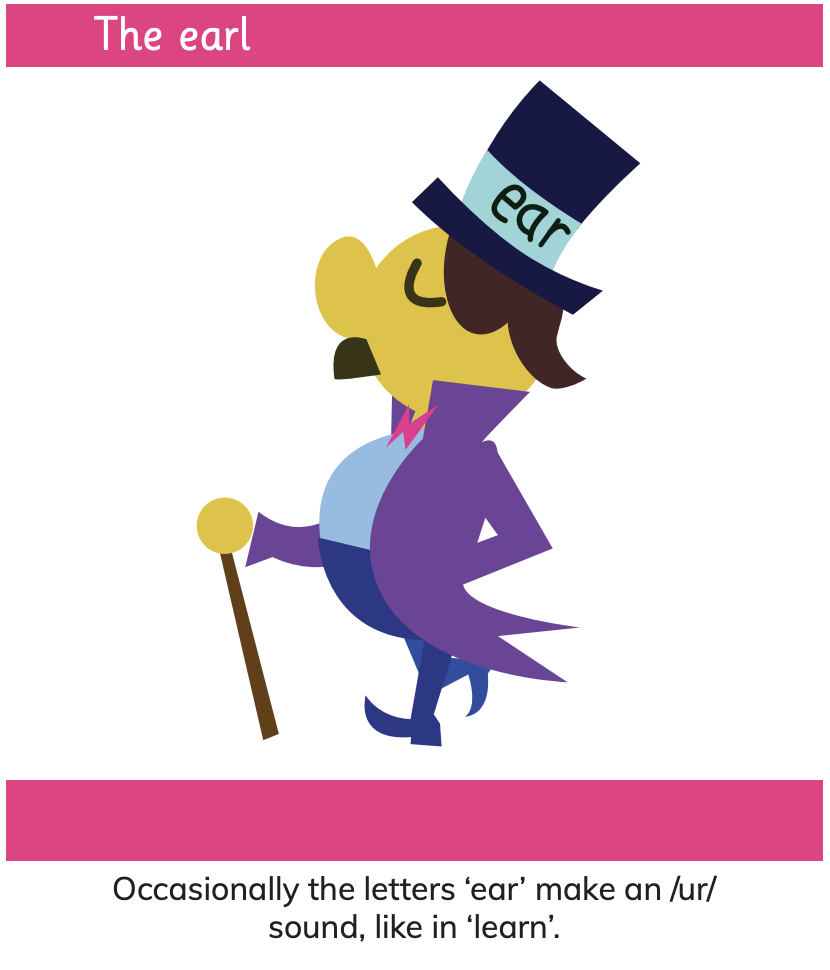 The earl
ear
Occasionally the letters ‘ear’ make an /ur/
sound, like in ‘learn’.